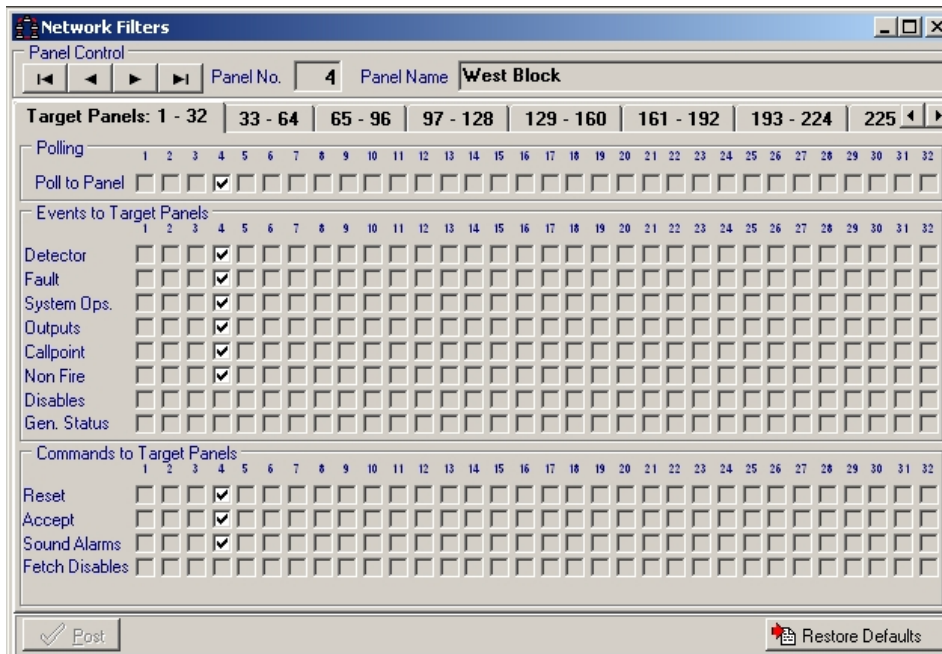 Network Filters
Panel Control
Panel No. 4 Panel Name West Block
Target Panels: 1 - 32 33 - 64 65 - 96 97 - 128 129 - 160 161 - 192 193 - 224 225
Polling
1 2 3 4 5 6 7 8 9 10 11 12 13 14 15 16 17 18 19 20 21 22 23 24 25 26 27 28 29 30 31 32
Poll to Panel
Events to Target Panels
1 2 3 4 5 6 7 8 9 10 11 12 13 14 15 16 17 18 19 20 21 22 23 24 25 26 27 28 29 30 31 32
Detector
Fault
System Ops.
Outputs
Callpoint
Non Fire
Disables
Gen. Status
Commands to Target Panels
1 2 3 4 5 6 7 8 9 10 11 12 13 14 15 16 17 18 19 20 21 22 23 24 25 26 27 28 29 30 31 32
Reset
Accept
Sound Alarms
Fetch Disables
Post Restore Defaults